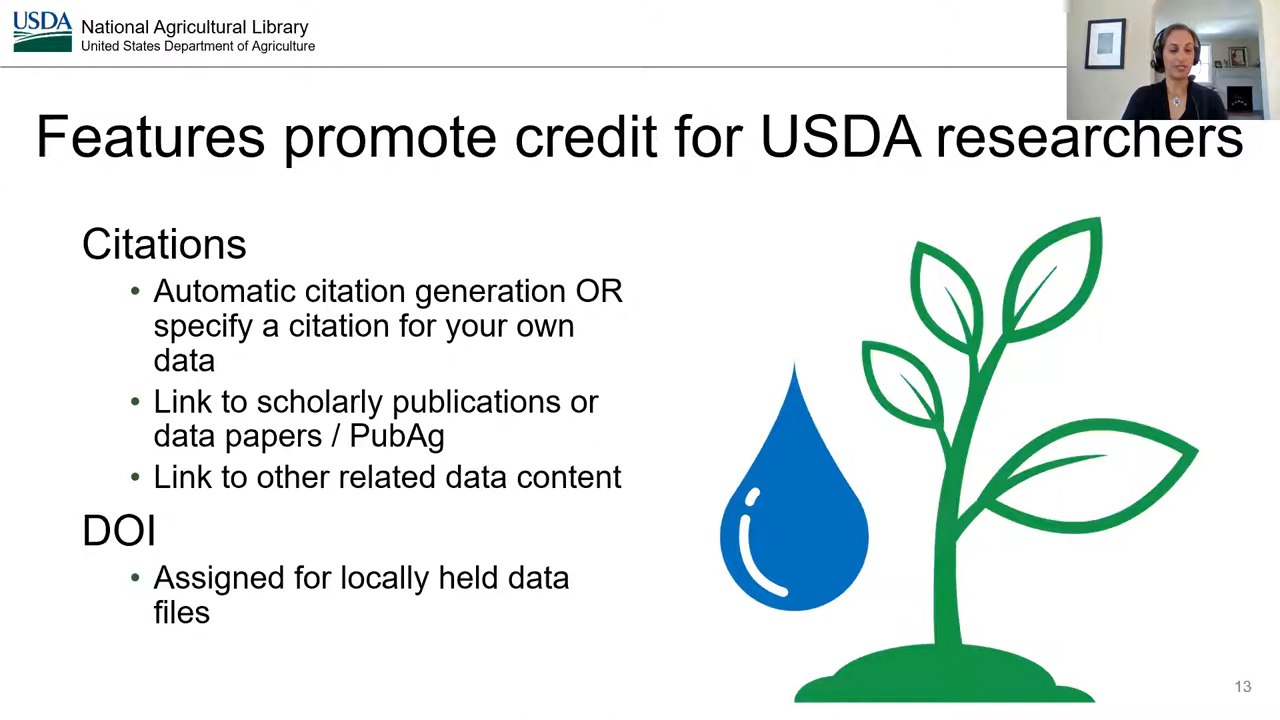 USDA
National Agricultural Library
United States Department of Agriculture
Features promote credit for USDA researchers
Citations
• Automatic citation generation OR
specify a citation for your own
data
• Link to scholarly publications or
data papers / PubAg
• Link to other related data content
DOI
• Assigned for locally held data
files
13